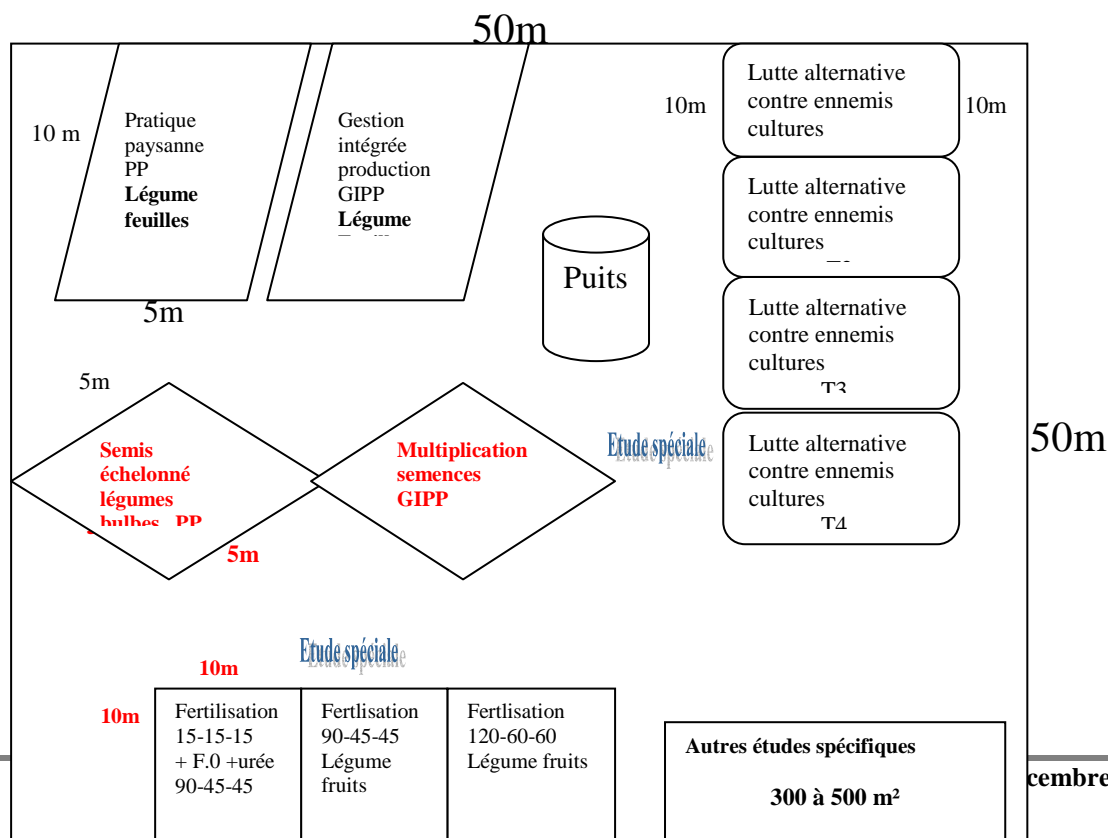 50m
10 m
Pratique
paysanne
PP
Légume
feuilles
Gestion
intégrée
production
GIPP
Légume
5m
Puits
10m
Lutte alternative
contre ennemis
cultures
10m
Lutte alternative
contre ennemis
cultures
Lutte alternative
contre ennemis
cultures
T3
Lutte alternative
contre ennemis
cultures
T4
50m
5m
Semis
échelonné
légumes
bulbes PP
5m
Multiplication
semences
GIPP
Etude spéciale
Etude spéciale
10m
10m
Fertilisation
15-15-15
+ F.0 +urée
90-45-45
Fertlisation
90-45-45
Légume
fruits
Fertlisation
120-60-60
Légume fruits
Autres études spécifiques
300 à 500 m²
cembre